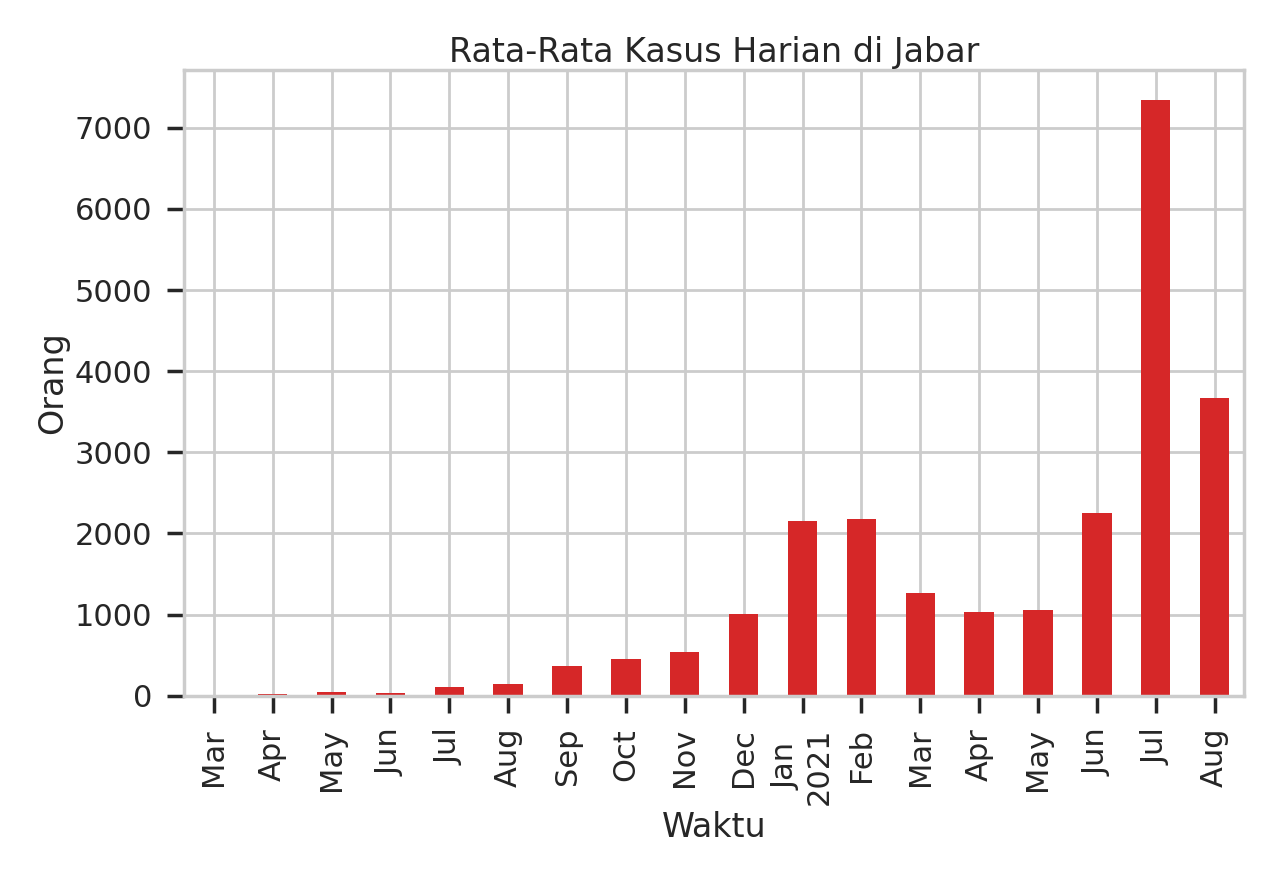 Rata-Rata Kasus Harian di Jabar
7000
6000
5000
4000
3000
2000
1000
0
Orang
Mar
Apr
May
Jun
Jul
Aug
Sep
Oct
Nov
Dec
Jan
2021
Feb
Mar
Apr
May
Jun
Jul
Aug
Waktu